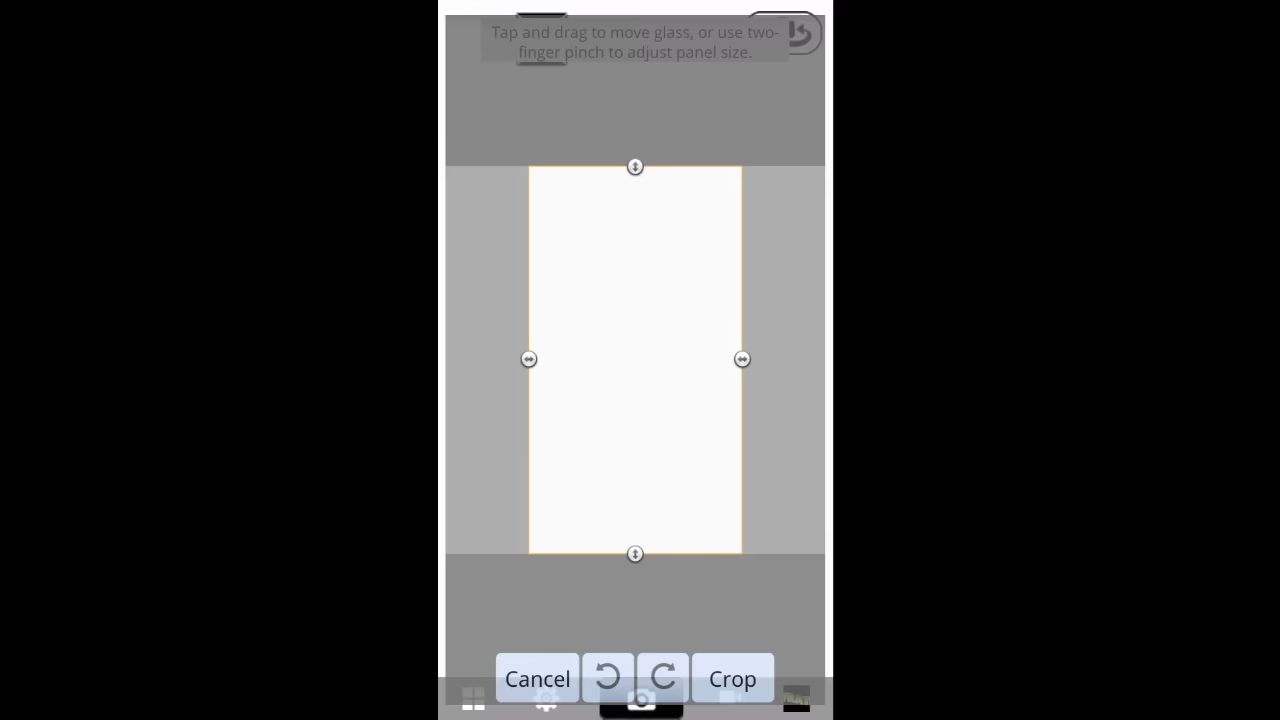 Tap and drag to move glass, or use two-
finger pinch to adjust panel size.
Cancel
Crop